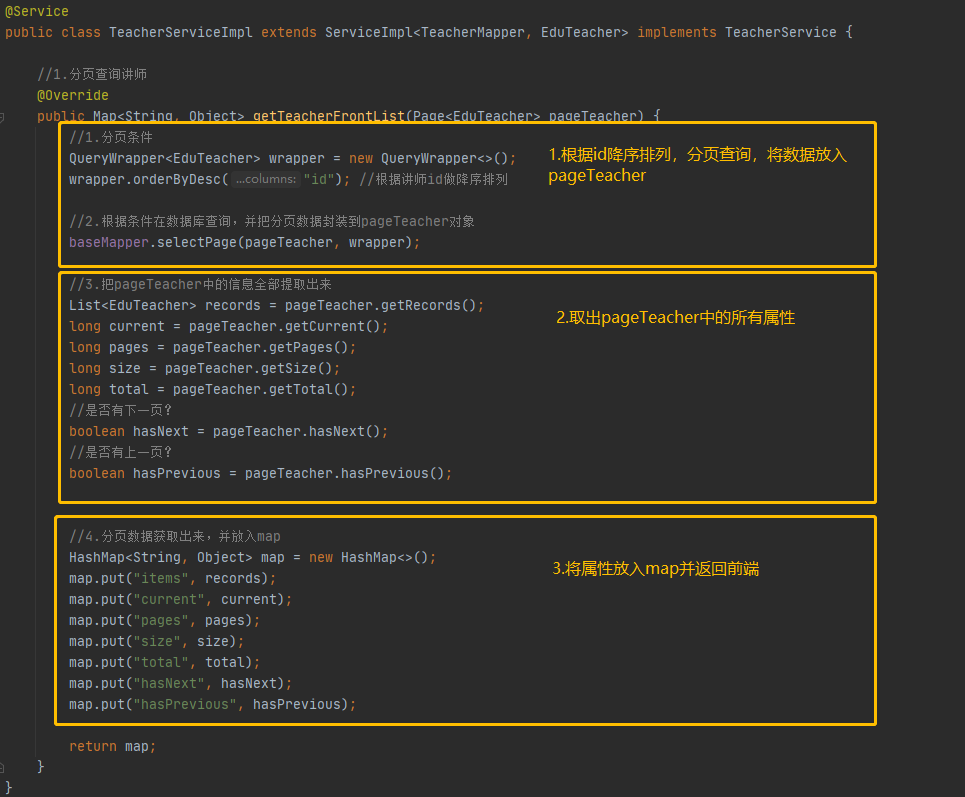 @Service
public class TeacherServiceImpl extends ServiceImpl<TeacherMapper, EduTeacher> implements TeacherService {
//1.分页查询讲师
@Override
public Map<String, Object> getTeacherFrontList(Page<EduTeacher> pageTeacher) {
//1.分页条件
QueryWrapper<EduTeacher> wrapper = new QueryWrapper<>();
wrapper.orderByDesc( ...columns: "id"); //根据讲师id做降序排列
1.根据id降序排列，分页查询，将数据放入
pageTeacher
//2.根据条件在数据库查询，并把分页数据封装到pageTeacher对象
baseMapper.selectPage(pageTeacher, wrapper);
//3.把pageTeacher中的信息全部提取出来
List<EduTeacher> records = pageTeacher.getRecords();
2.取出pageTeacher中的所有属性
long current = pageTeacher.getCurrent();
long pages = pageTeacher.getPages();
long size = pageTeacher.getSize();
long total = pageTeacher.getTotal();
//是否有下一页？
boolean hasNext = pageTeacher.hasNext();
//是否有上一页？
boolean hasPrevious = pageTeacher.hasPrevious();
//4.分页数据获取出来，并放入map
HashMap<String, Object> map = new HashMap<>();
3.将属性放入map并返回前端
map.put("items", records);
map.put("current", current);
map.put("pages", pages);
map.put("size", size);
map.put("total", total);
map.put("hasNext", hasNext);
map.put("hasPrevious", hasPrevious);
return map;
}
}